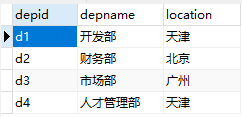 depid depname location
d1 开发部 天津
d2 财务部 北京
d3 市场部 广州
d4 人才管理部 天津